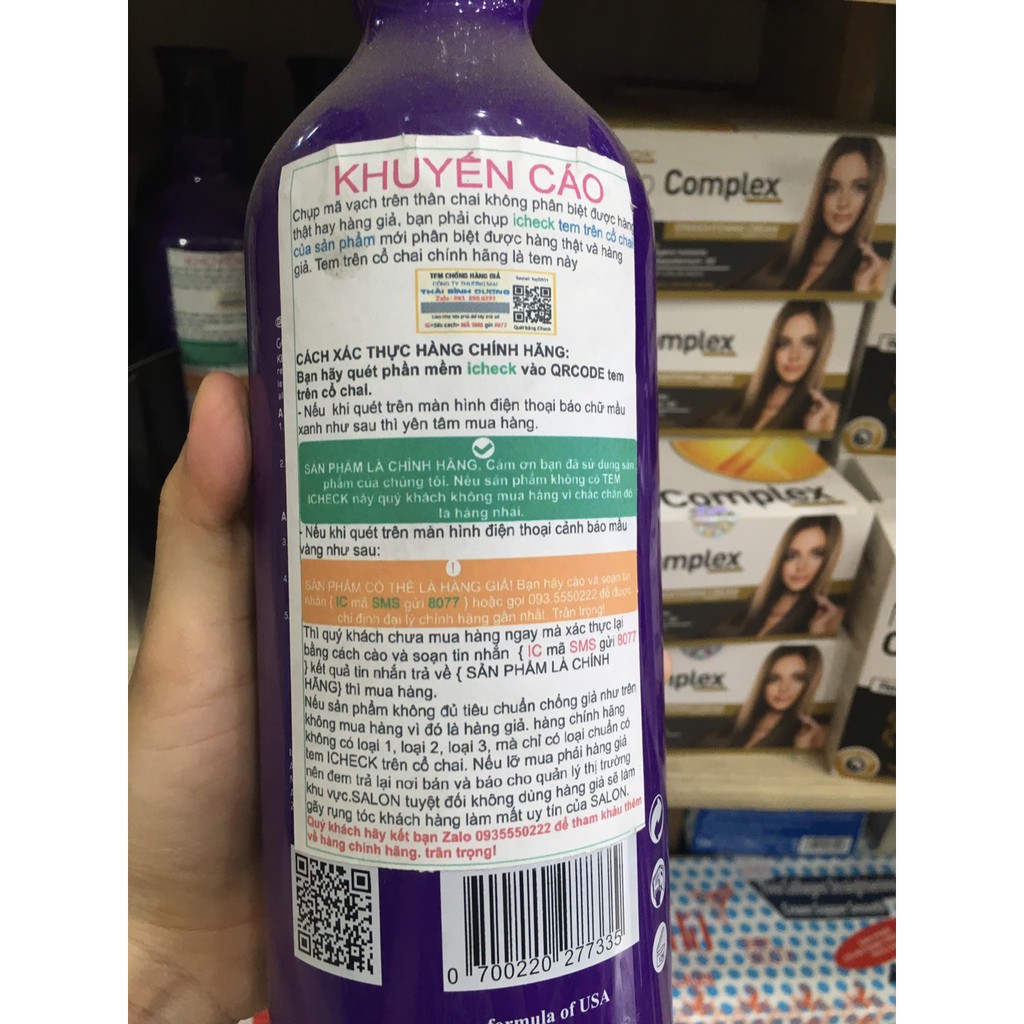 KHUYẾN CÁO
Chụp mã vạch trên thân chai không phân biệt được hàng
thật hay hàng giả, bạn phải chụp icheck tem trên cổ chai
của sản phẩm mới phân biệt được hàng thật và hàng
giả. Tem trên cổ chai chính hãng là tem này
TEM CHỐNG HÀNG GIẢ
CÔNG TY THƯƠNG MẠI
THÁI BÌNH DƯƠNG
CÁCH XÁC THỰC HÀNG CHÍNH HÃNG:
Bạn hãy quét phần mềm icheck vào QRCODE tem
trên cổ chai.
- Nếu khi quét trên màn hình điện thoại báo chữ mầu
xanh như sau thì yên tâm mua hàng.
SẢN PHẨM LÀ CHÍNH HÃNG. Cảm ơn bạn đã sử dụng sản
phẩm của chúng tôi. Nếu sản phẩm không có TEM
ICHECK này quý khách không mua hàng vì chắc chắn đó
là hàng nhái.
- Nếu khi quét trên màn hình điện thoại cảnh báo mầu
vàng như sau:
!
SẢN PHẨM CÓ THỂ LÀ HÀNG GIẢ! Bạn hãy cào và soạn tin
nhắn { IC mã SMS gửi 8077 } hoặc gọi 093.5550222 để được
chỉ định đại lý chính hãng gần nhất. Trân trọng!
Thì quý khách chưa mua hàng ngay mà xác thực lại
bằng cách cào và soạn tin nhắn { IC mã SMS gửi 8077
} kết quả tin nhắn trả về { SẢN PHẨM LÀ CHÍNH
HÃNG} thì mua hàng.
Nếu sản phẩm không đủ tiêu chuẩn chống giả như trên
không mua hàng vì đó là hàng giả. hàng chính hãng
không có loại 1, loại 2, loại 3, mà chỉ có loại chuẩn có
tem ICHECK trên cổ chai. Nếu lỡ mua phải hàng giả
nên đem trả lại nơi bán và báo cho quản lý thị trường
khu vực.SALON tuyệt đối không dùng hàng giả sẽ làm
gãy rụng tóc khách hàng làm mất uy tín của SALON.
Quý khách hãy kết bạn Zalo 0935550222 để tham khảo thêm
về hàng chính hãng. trân trọng!
0 700220 277335
formula of USA
Complex
mplex
Complex
mplex
mplex